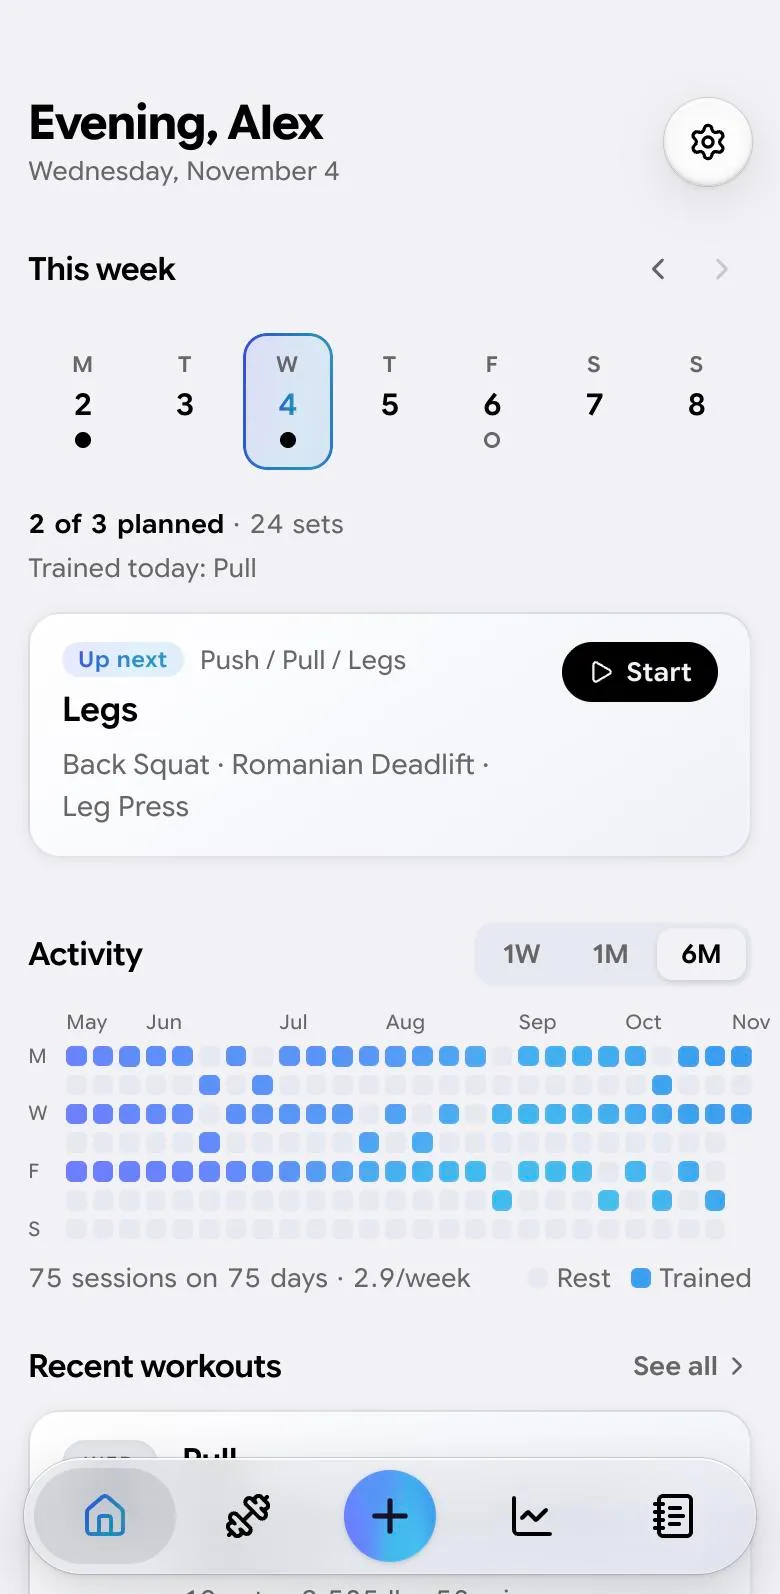 Evening, Alex
Wednesday, November 4
This week
M T W T F S S
2 3 4 5 6 7 8
2 of 3 planned · 24 sets
Trained today: Pull
Up next Push / Pull / Legs
Start
Legs
Back Squat · Romanian Deadlift ·
Leg Press
Activity 1W 1M 6M
May Jun Jul Aug Sep Oct Nov
M
W
F
S
75 sessions on 75 days · 2.9/week Rest Trained
Recent workouts See all
Pull